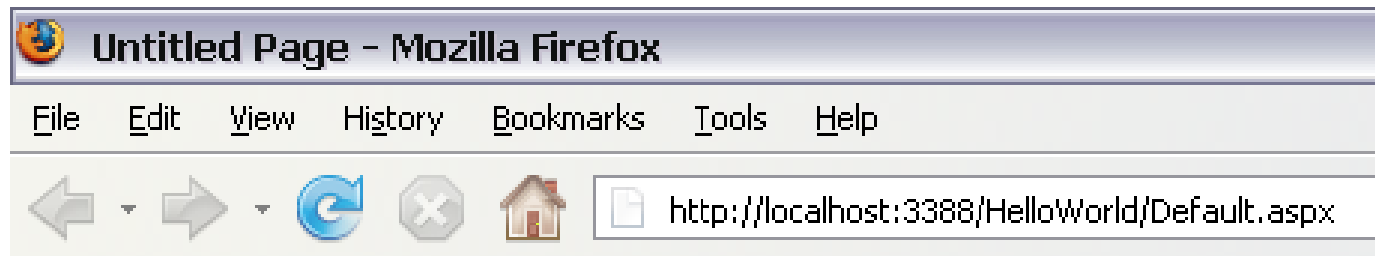 Untitled Page - Mozilla Firefox
File Edit View History Bookmarks Tools Help
http://localhost:3388/HelloWorld/Default.aspx